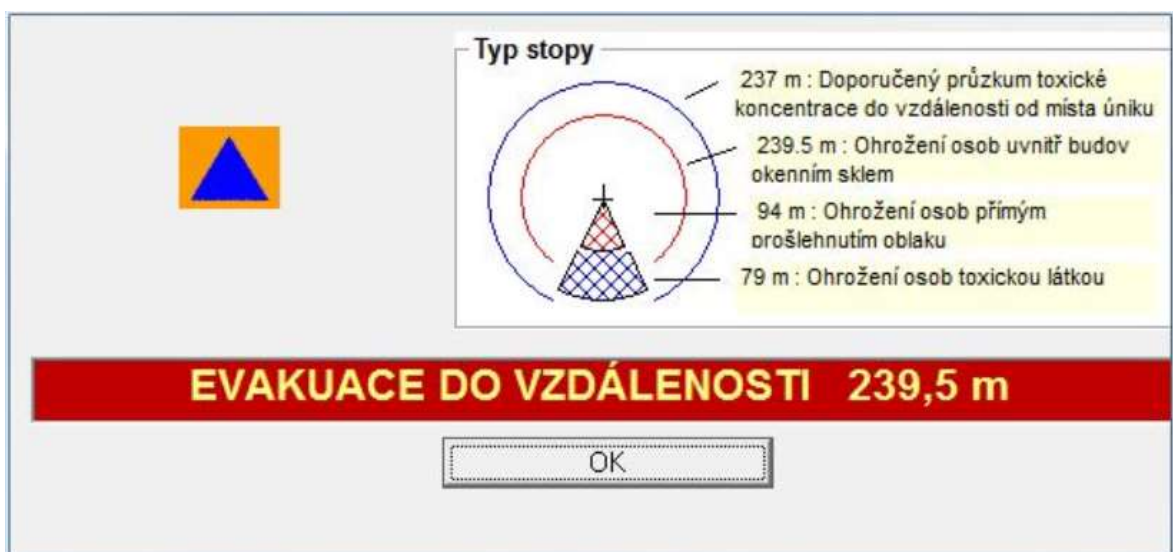 Typ stopy
237 m : Doporučený průzkum toxické
koncentrace do vzdálenosti od místa úniku
239.5 m : Ohrožení osob uvnitř budov
okenním sklem
94 m : Ohrožení osob přímým
prošlehnutím oblaku
79 m : Ohrožení osob toxickou látkou
EVAKUACE DO VZDÁLENOSTI 239,5 m
OK